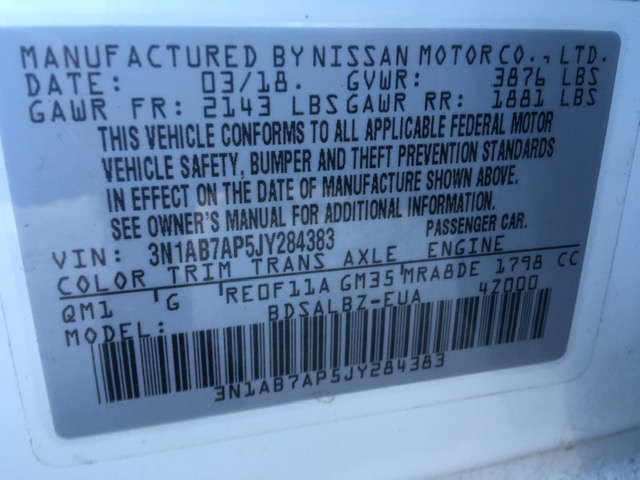 MANUFACTURED BY NISSAN MOTOR CO., LTD.
DATE: 03/18. GVWR: 3876 LBS
GAWR FR: 2143 LBS GAWR RR: 1881 LBS
THIS VEHICLE CONFORMS TO ALL APPLICABLE FEDERAL MOTOR
VEHICLE SAFETY, BUMPER AND THEFT PREVENTION STANDARDS
IN EFFECT ON THE DATE OF MANUFACTURE SHOWN ABOVE.
SEE OWNER'S MANUAL FOR ADDITIONAL INFORMATION.
VIN: 3N1AB7AP5JY284383 PASSENGER CAR.
COLOR TRIM TRANS AXLE ENGINE
QM1 G RE0F11A GM35 MRA8DE 1798 CC
MODEL: BDSALBZ-EUA 4Z000
3N1AB7AP5JY284383